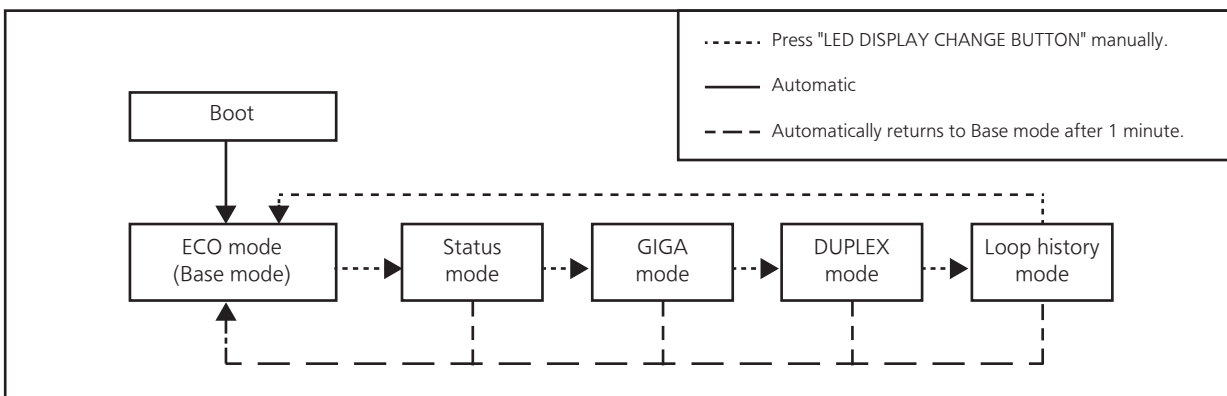 Press "LED DISPLAY CHANGE BUTTON" manually.
Automatic
Automatically returns to Base mode after 1 minute.
Boot
ECO mode
(Base mode)
Status
mode
GIGA
mode
DUPLEX
mode
Loop history
mode